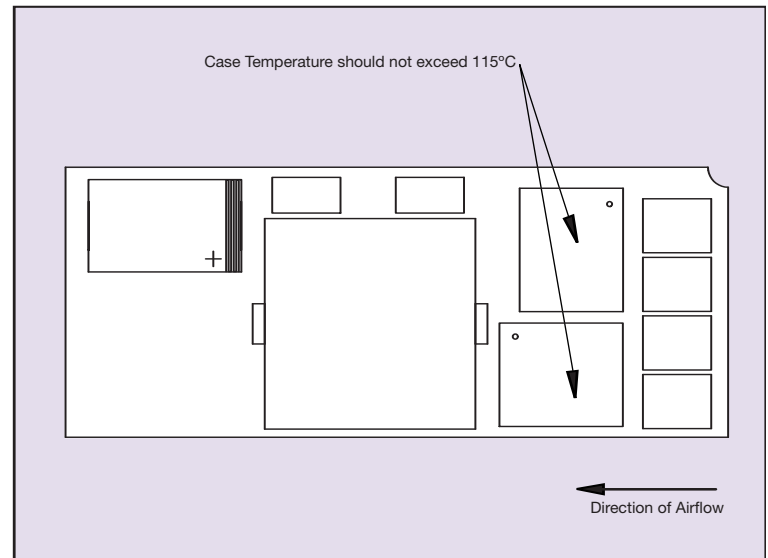 Case Temperature should not exceed 115ºC
Direction of Airflow